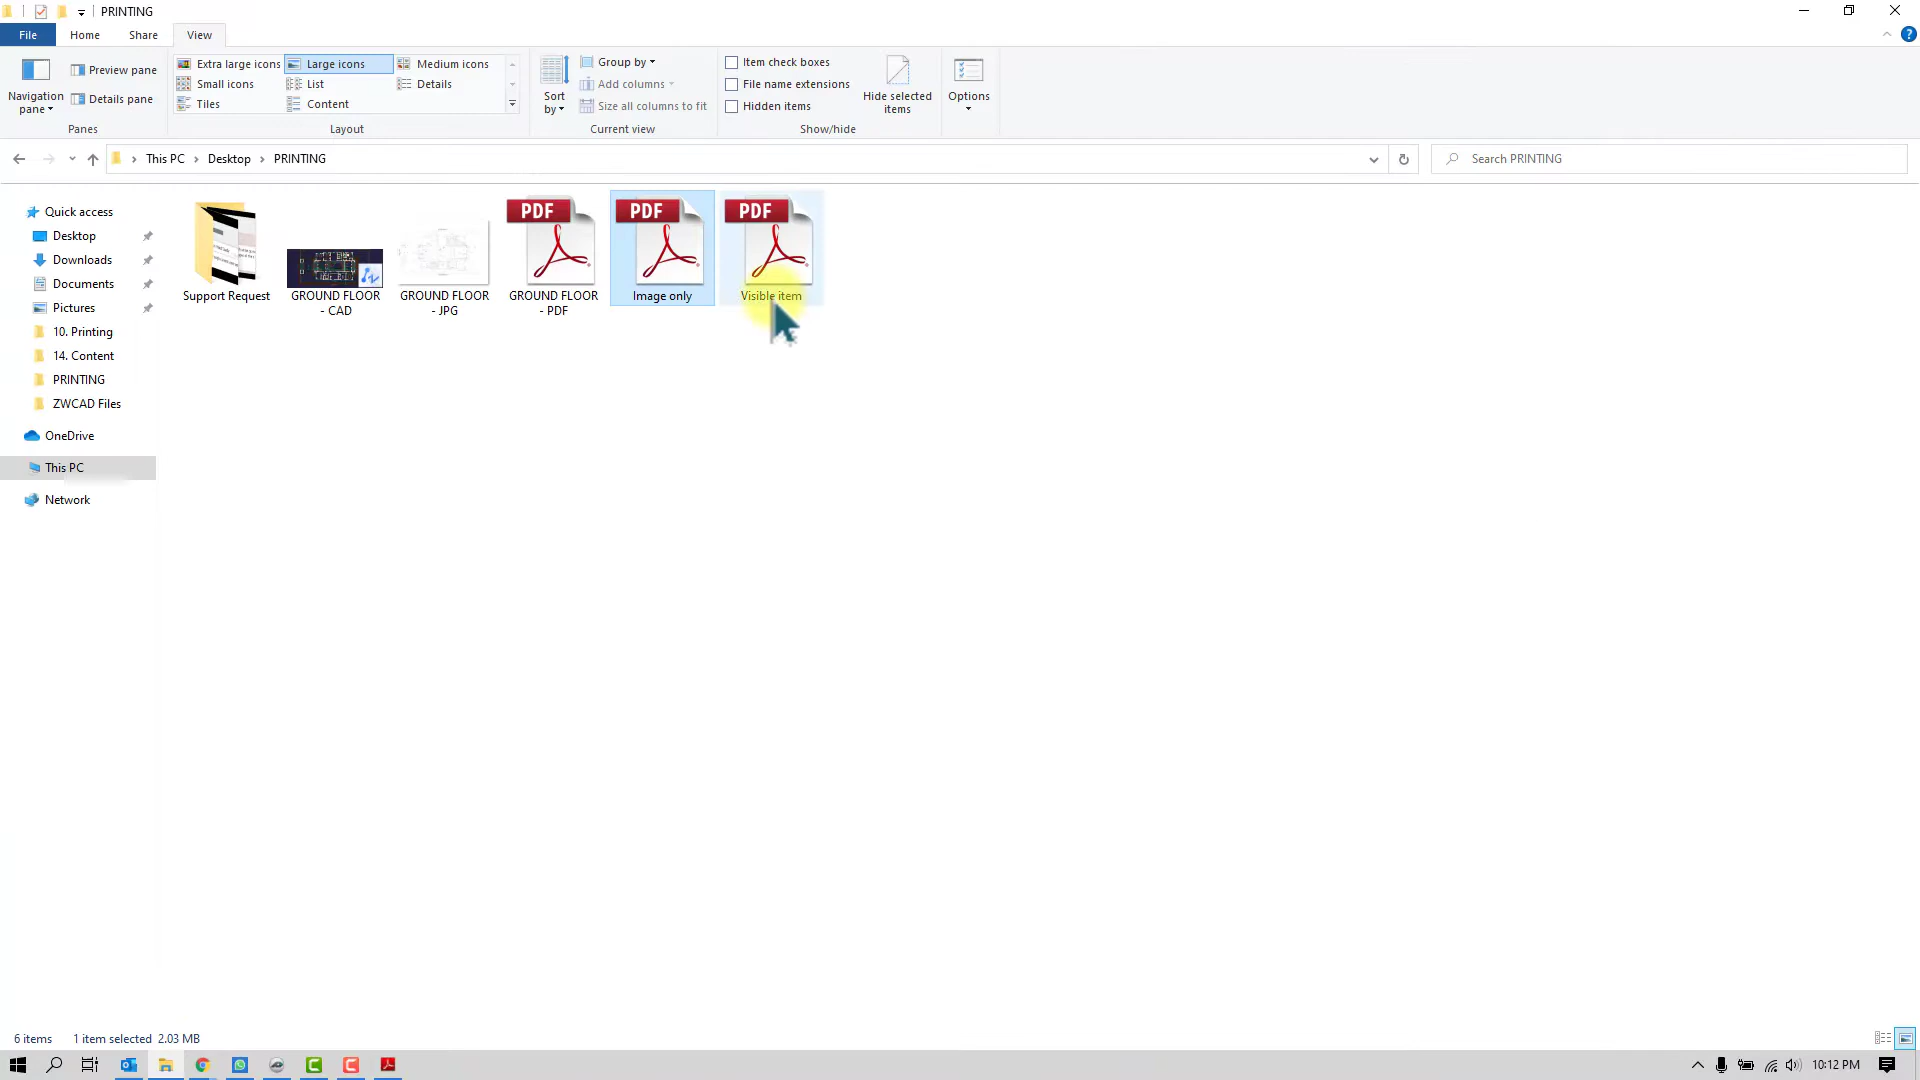 PRINTING
File Home Share View
Navigation pane
Preview pane
Details pane
Panes
Extra large icons Large icons Medium icons
Small icons List Details
Tiles Content
Layout
Sort by
Group by
Add columns
Size all columns to fit
Current view
Item check boxes
File name extensions
Hidden items
Hide selected items
Show/hide
Options
This PC Desktop PRINTING
Search PRINTING
Quick access
Desktop
Downloads
Documents
Pictures
10. Printing
14. Content
PRINTING
ZWCAD Files
OneDrive
This PC
Network
Support Request
GROUND FLOOR
- CAD
GROUND FLOOR
- JPG
PDF
GROUND FLOOR
- PDF
PDF
Image only
PDF
Visible item
6 items 1 item selected 2.03 MB
10:12 PM